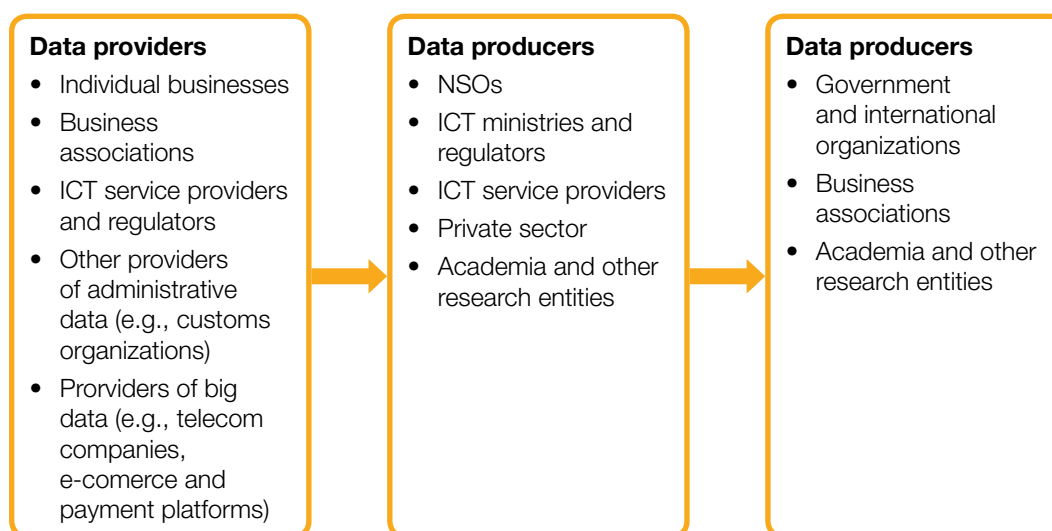 Data providers
• Individual businesses
• Business
associations
• ICT service providers
and regulators
• Other providers
of administrative
data (e.g., customs
organizations)
• Prorviders of big
data (e.g., telecom
companies,
e-comerce and
payment platforms)
Data producers
• NSOs
• ICT ministries and
regulators
• ICT service providers
• Private sector
• Academia and other
research entities
Data producers
• Government
and international
organizations
• Business
associations
• Academia and other
research entities